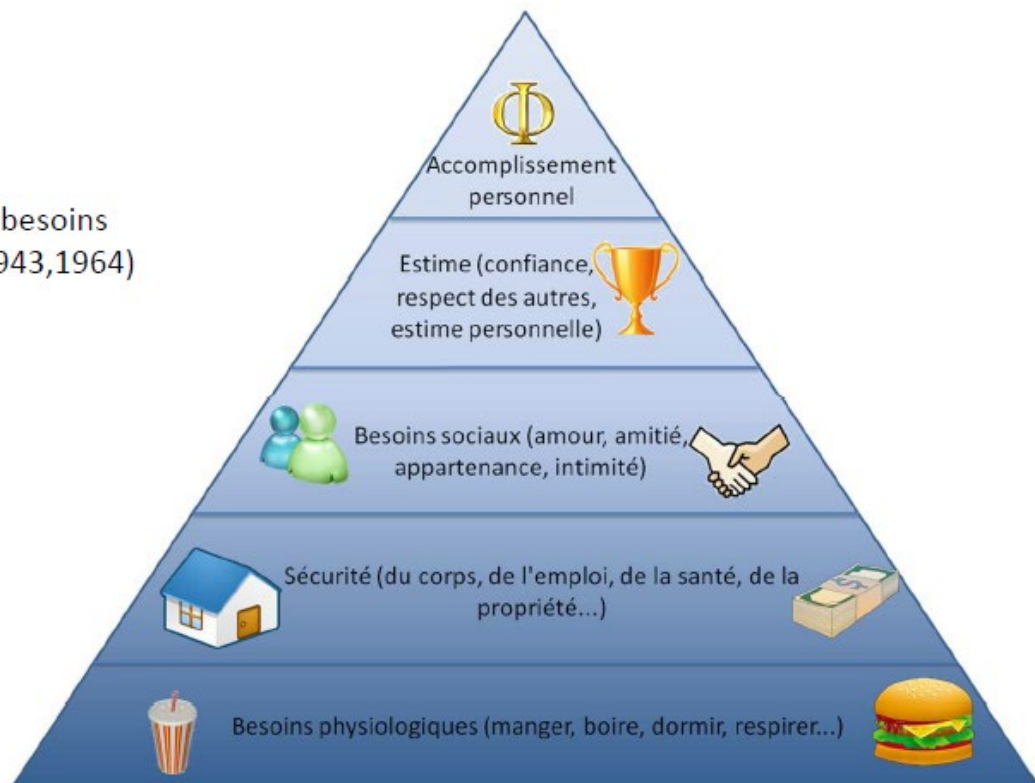 besoins
943,1964)
Φ
Accomplissement
personnel
Estime (confiance,
respect des autres,
estime personnelle)
Besoins sociaux (amour, amitié,
appartenance, intimité)
Sécurité (du corps, de l'emploi, de la santé, de la
propriété...)
Besoins physiologiques (manger, boire, dormir, respirer...)